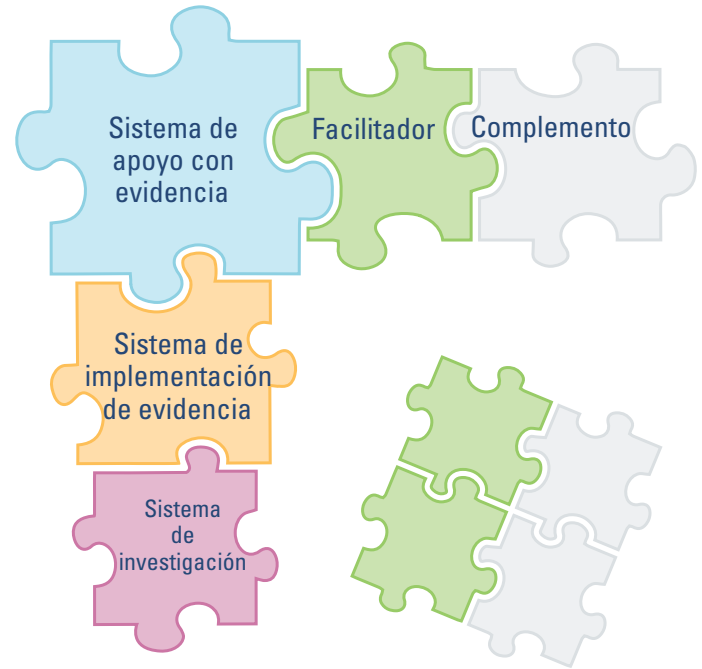 Sistema de
apoyo con
evidencia
Facilitador
Complemento
Sistema de
implementación
de evidencia
Sistema
de
investigación